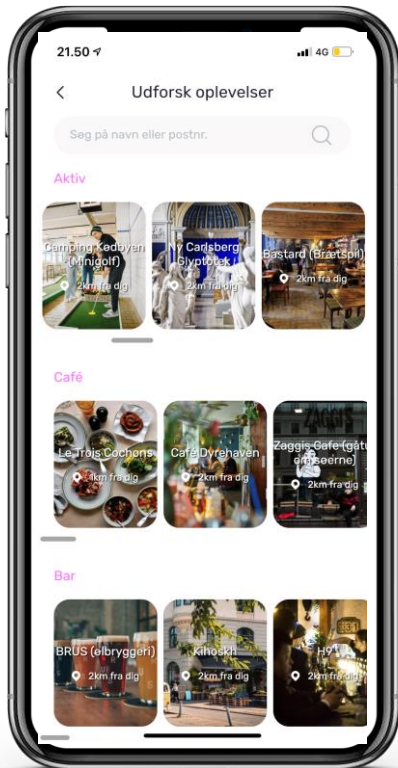 21.50
4G
Udforsk oplevelser
Søg på navn eller postnr.
Aktiv
Camping Kødbyen
(Minigolf)
2km fra dig
Ny Carlsberg
Glyptotek
2km fra dig
Bastard (Brætspil)
2km fra dig
Café
Le Trois Cochons
1km fra dig
Café Dyrehaven
2km fra dig
Zaggis Cafe (gåtu
om søerne)
2km fra dig
Bar
BRUS (ølbryggeri)
2km fra dig
Kihoskh
2km fra dig
H9
2km fra dig